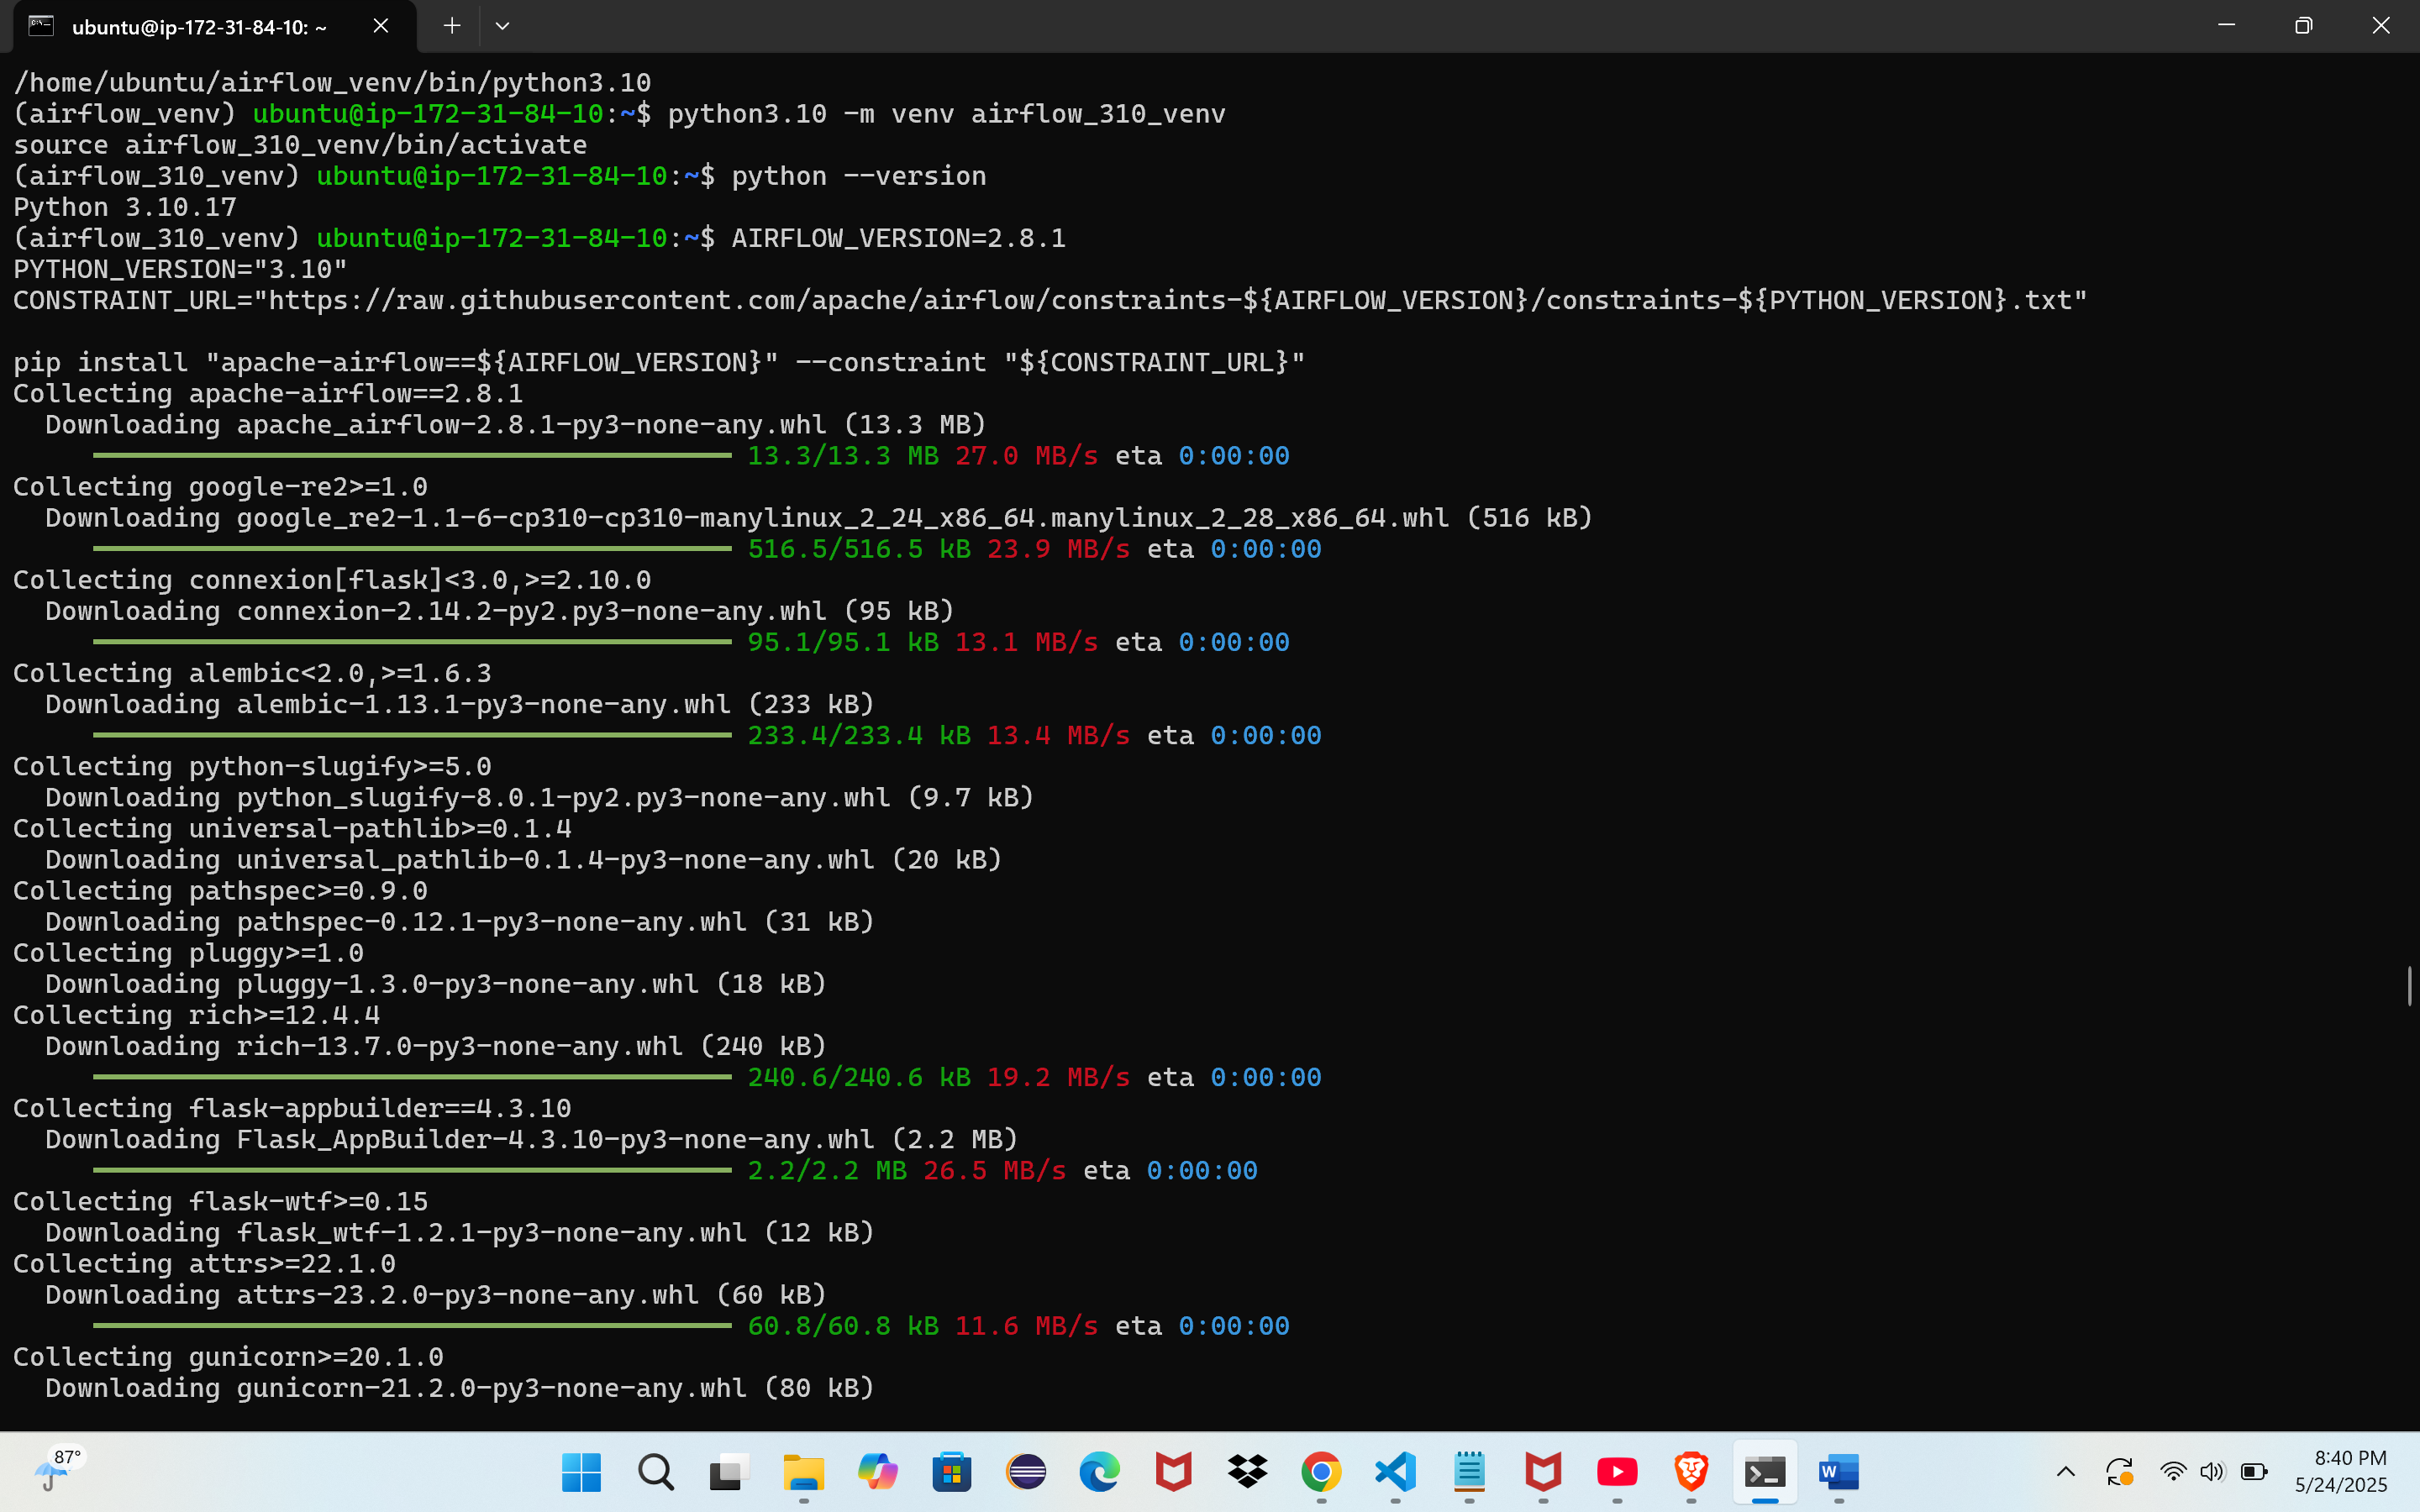 ubuntu@ip-172-31-84-10: ~
/home/ubuntu/airflow_venv/bin/python3.10
(airflow_venv) ubuntu@ip-172-31-84-10:~$ python3.10 -m venv airflow_310_venv
source airflow_310_venv/bin/activate
(airflow_310_venv) ubuntu@ip-172-31-84-10:~$ python --version
Python 3.10.17
(airflow_310_venv) ubuntu@ip-172-31-84-10:~$ AIRFLOW_VERSION=2.8.1
PYTHON_VERSION="3.10"
CONSTRAINT_URL="https://raw.githubusercontent.com/apache/airflow/constraints-${AIRFLOW_VERSION}/constraints-${PYTHON_VERSION}.txt"
pip install "apache-airflow==${AIRFLOW_VERSION}" --constraint "${CONSTRAINT_URL}"
Collecting apache-airflow==2.8.1
Downloading apache_airflow-2.8.1-py3-none-any.whl (13.3 MB)
13.3/13.3 MB 27.0 MB/s eta 0:00:00
Collecting google-re2>=1.0
Downloading google_re2-1.1-6-cp310-cp310-manylinux_2_24_x86_64.manylinux_2_28_x86_64.whl (516 kB)
516.5/516.5 kB 23.9 MB/s eta 0:00:00
Collecting connexion[flask]<3.0,>=2.10.0
Downloading connexion-2.14.2-py2.py3-none-any.whl (95 kB)
95.1/95.1 kB 13.1 MB/s eta 0:00:00
Collecting alembic<2.0,>=1.6.3
Downloading alembic-1.13.1-py3-none-any.whl (233 kB)
233.4/233.4 kB 13.4 MB/s eta 0:00:00
Collecting python-slugify>=5.0
Downloading python_slugify-8.0.1-py2.py3-none-any.whl (9.7 kB)
Collecting universal-pathlib>=0.1.4
Downloading universal_pathlib-0.1.4-py3-none-any.whl (20 kB)
Collecting pathspec>=0.9.0
Downloading pathspec-0.12.1-py3-none-any.whl (31 kB)
Collecting pluggy>=1.0
Downloading pluggy-1.3.0-py3-none-any.whl (18 kB)
Collecting rich>=12.4.4
Downloading rich-13.7.0-py3-none-any.whl (240 kB)
240.6/240.6 kB 19.2 MB/s eta 0:00:00
Collecting flask-appbuilder==4.3.10
Downloading Flask_AppBuilder-4.3.10-py3-none-any.whl (2.2 MB)
2.2/2.2 MB 26.5 MB/s eta 0:00:00
Collecting flask-wtf>=0.15
Downloading flask_wtf-1.2.1-py3-none-any.whl (12 kB)
Collecting attrs>=22.1.0
Downloading attrs-23.2.0-py3-none-any.whl (60 kB)
60.8/60.8 kB 11.6 MB/s eta 0:00:00
Collecting gunicorn>=20.1.0
Downloading gunicorn-21.2.0-py3-none-any.whl (80 kB)
87°
8:40 PM
5/24/2025